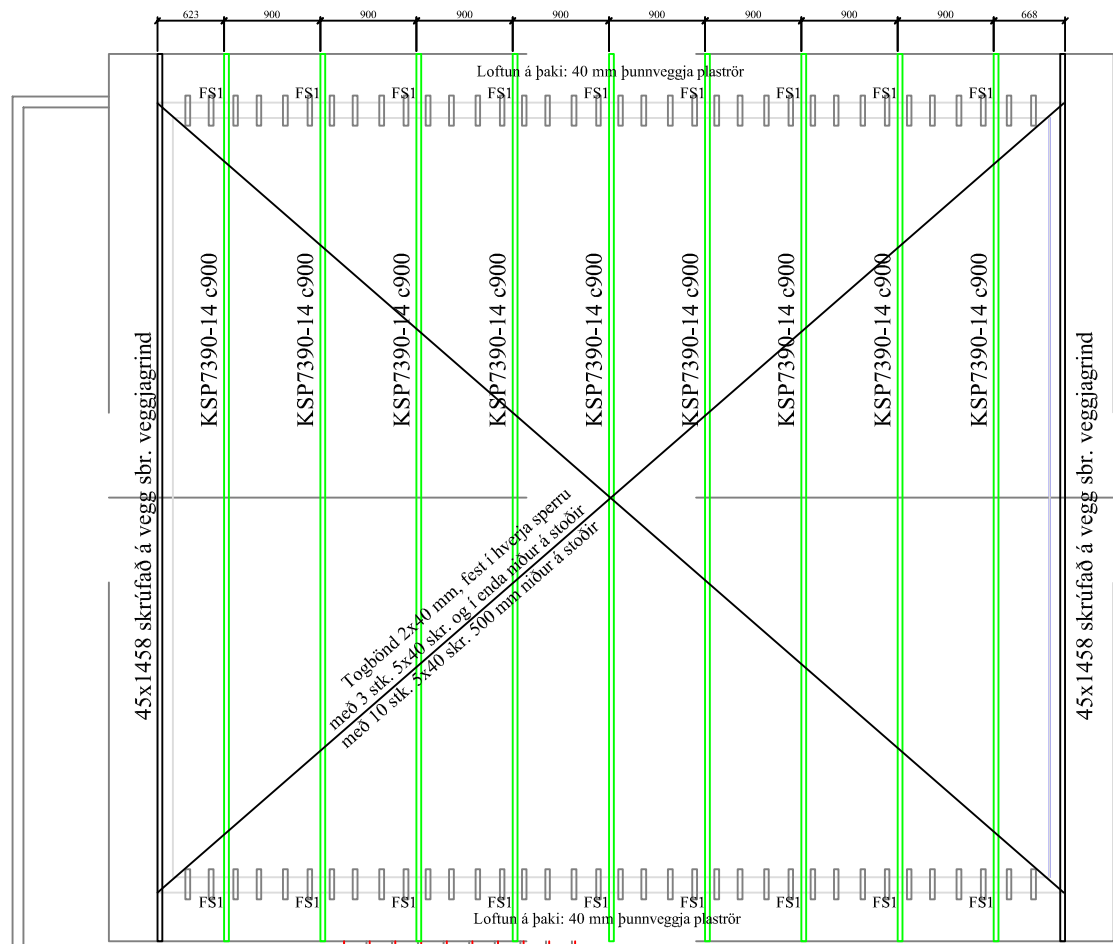 623 900 900 900 900 900 900 900 900 668
Loftun á þaki: 40 mm þunnveggja plaströr
FS1 FS1 FS1 FS1 FS1 FS1 FS1 FS1 FS1
KSP7390-14 c900
KSP7390-14 c900
KSP7390-14 c900
KSP7390-14 c900
KSP7390-14 c900
KSP7390-14 c900
KSP7390-14 c900
KSP7390-14 c900
KSP7390-14 c900
45x1458 skrúfað á vegg sbr. veggjagrind
45x1458 skrúfað á vegg sbr. veggjagrind
Togbönd 2x40 mm, fest í hverja sperru
með 3 stk. 5x40 skr. og í enda niður á stoðir
með 10 stk. 5x40 skr. 500 mm niður á stoðir
FS1 FS1 FS1 FS1 FS1 FS1 FS1 FS1 FS1
Loftun á þaki: 40 mm þunnveggja plaströr